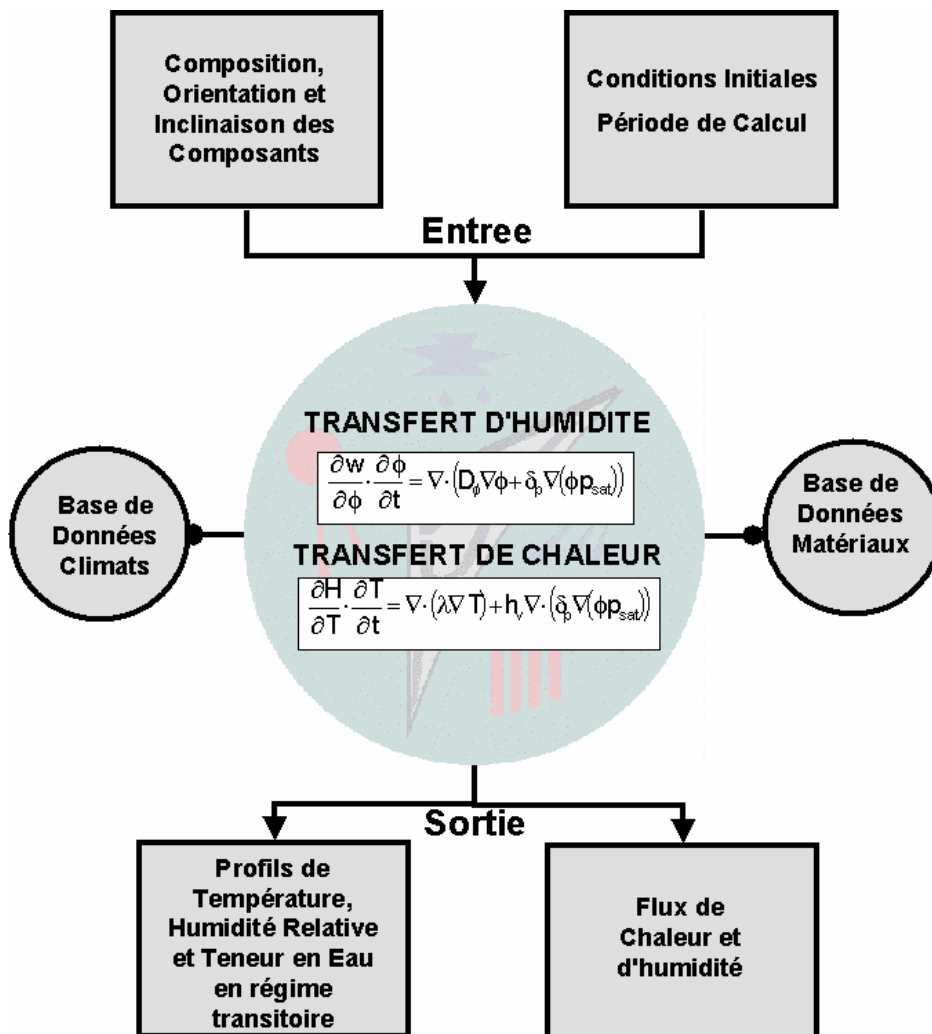 Composition,
Orientation et
Inclinaison des
Composants
Conditions Initiales
Période de Calcul
Entree
TRANSFERT D'HUMIDITE
∂w/∂ϕ · ∂ϕ/∂t = ∇·(D_ϕ∇ϕ + δ_p∇(ϕp_sat))
Base de
Données
Climats
Base de
Données
Matériaux
TRANSFERT DE CHALEUR
∂H/∂T · ∂T/∂t = ∇·(λ∇T) + h_v∇·(δ_p∇(ϕp_sat))
Sortie
Profils de
Température,
Humidité Relative
et Teneur en Eau
en régime
transitoire
Flux de
Chaleur et
d'humidité